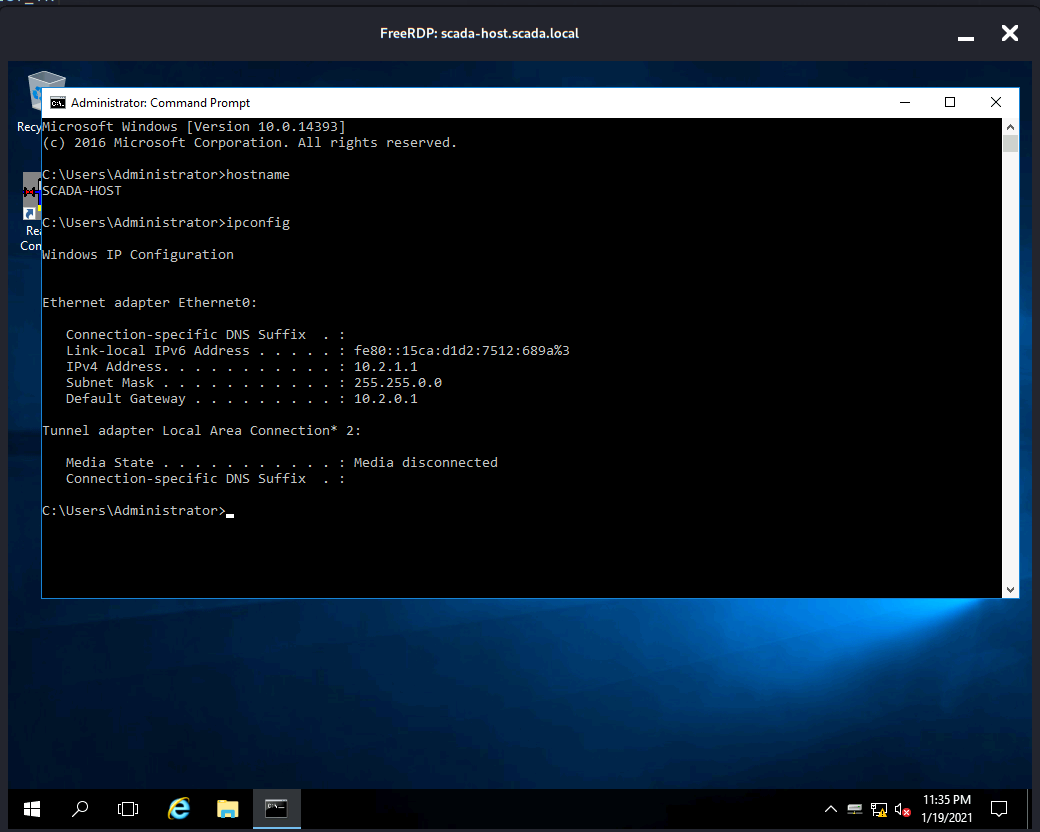 FreeRDP: scada-host.scada.local
Administrator: Command Prompt
Recy
Microsoft Windows [Version 10.0.14393]
(c) 2016 Microsoft Corporation. All rights reserved.
C:\Users\Administrator>hostname
SCADA-HOST
C:\Users\Administrator>ipconfig
Rea
Con
Windows IP Configuration
Ethernet adapter Ethernet0:
   Connection-specific DNS Suffix  . :
   Link-local IPv6 Address . . . . . : fe80::15ca:d1d2:7512:689a%3
   IPv4 Address. . . . . . . . . . . : 10.2.1.1
   Subnet Mask . . . . . . . . . . . : 255.255.0.0
   Default Gateway . . . . . . . . . : 10.2.0.1
Tunnel adapter Local Area Connection* 2:
   Media State . . . . . . . . . . . : Media disconnected
   Connection-specific DNS Suffix  . :
C:\Users\Administrator>
11:35 PM
1/19/2021